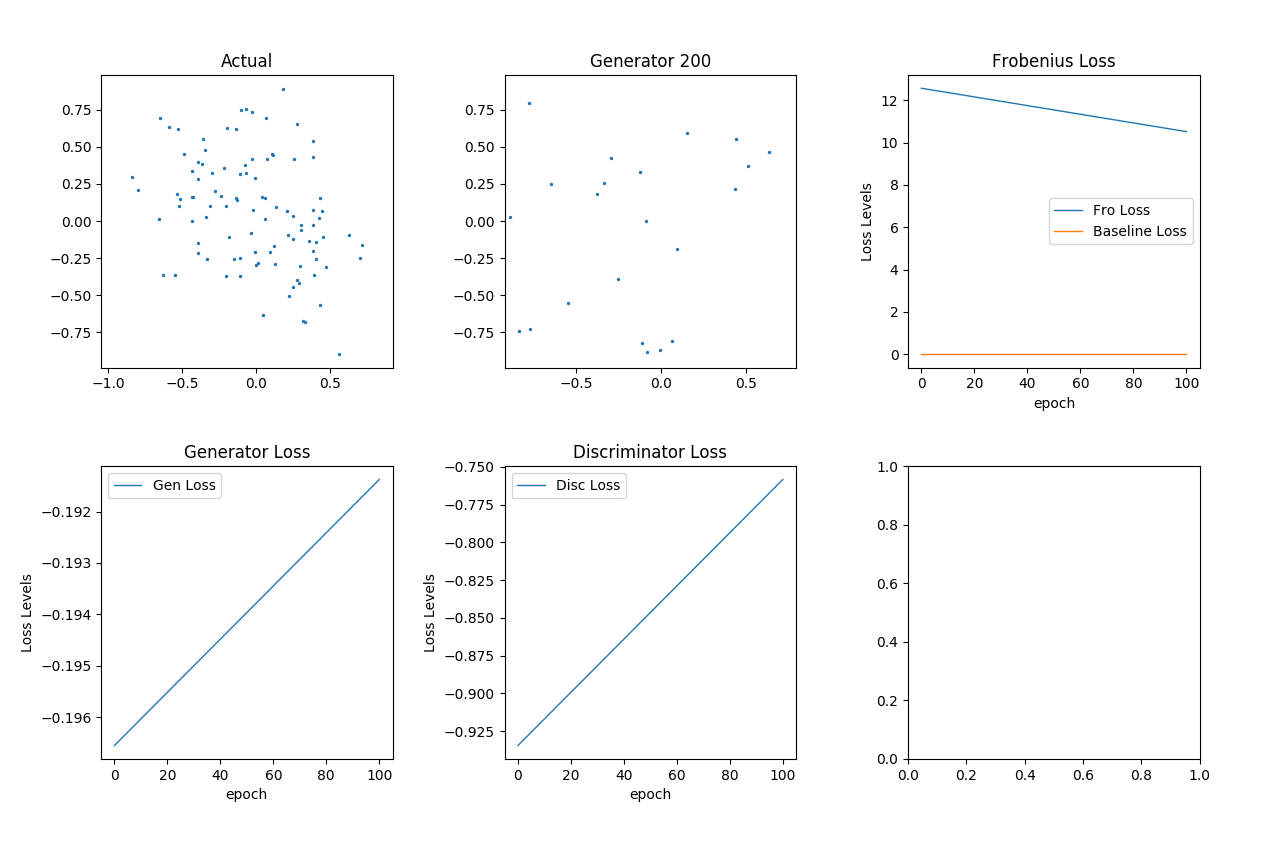 Actual
0.75
0.50
0.25
0.00
−0.25
−0.50
−0.75
−1.0 −0.5 0.0 0.5
Generator 200
0.75
0.50
0.25
0.00
−0.25
−0.50
−0.75
−0.5 0.0 0.5
Frobenius Loss
Loss Levels
12
10
8
6
4
2
0
Fro Loss
Baseline Loss
0 20 40 60 80 100
epoch
Generator Loss
Loss Levels
Gen Loss
−0.192
−0.193
−0.194
−0.195
−0.196
0 20 40 60 80 100
epoch
Discriminator Loss
Loss Levels
Disc Loss
−0.750
−0.775
−0.800
−0.825
−0.850
−0.875
−0.900
−0.925
0 20 40 60 80 100
epoch
1.0
0.8
0.6
0.4
0.2
0.0
0.0 0.2 0.4 0.6 0.8 1.0